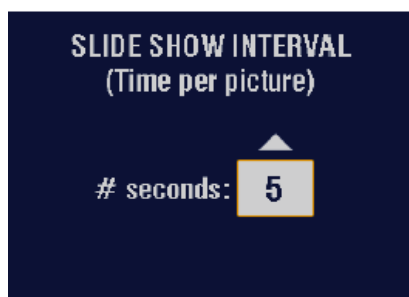 SLIDE SHOW INTERVAL
(Time per picture)
# seconds: 5